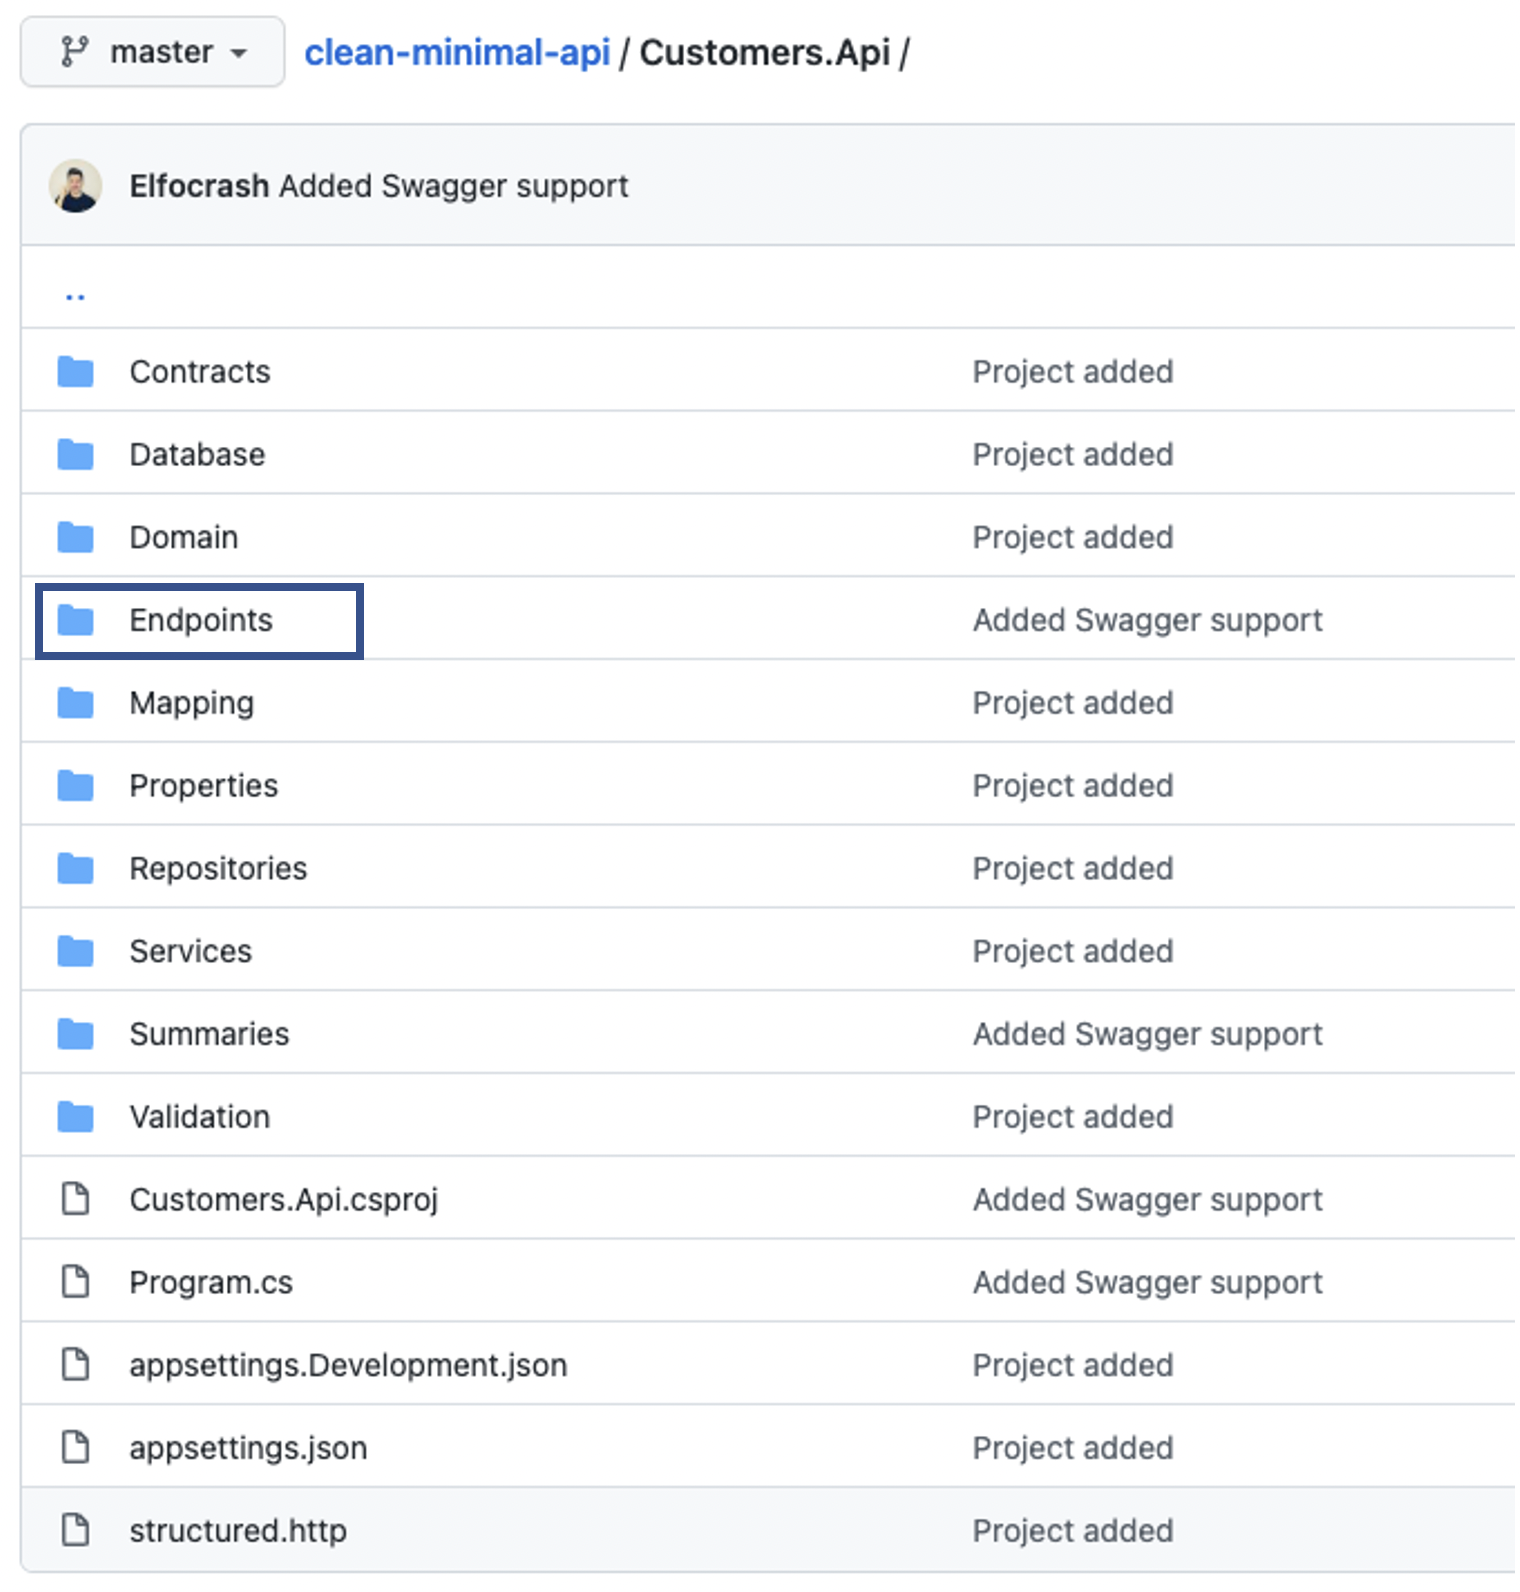 master clean-minimal-api / Customers.Api /
Elfocrash Added Swagger support
..
Contracts Project added
Database Project added
Domain Project added
Endpoints Added Swagger support
Mapping Project added
Properties Project added
Repositories Project added
Services Project added
Summaries Added Swagger support
Validation Project added
Customers.Api.csproj Added Swagger support
Program.cs Added Swagger support
appsettings.Development.json Project added
appsettings.json Project added
structured.http Project added